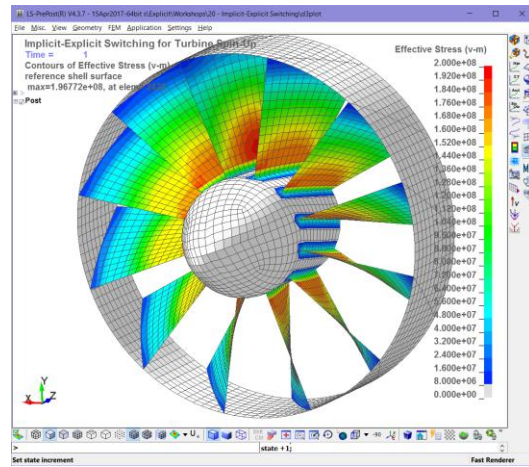 LS-PrePost(R) V4.3.7 - 15Apr2017-64bit
File Misc. View Geometry FEM Application Settings Help
Implicit-Explicit Switching for Turbine Spin Up
Time = 1
Contours of Effective Stress (v-m)
reference shell surface
max=1.96772e+08, at elem
Post
Effective Stress (v-m)
2.000e+08
1.920e+08
1.840e+08
1.760e+08
1.680e+08
1.600e+08
1.520e+08
1.440e+08
1.360e+08
1.280e+08
1.200e+08
1.120e+08
1.040e+08
9.600e+07
8.800e+07
8.000e+07
7.200e+07
6.400e+07
5.600e+07
4.800e+07
4.000e+07
3.200e+07
2.400e+07
1.600e+07
8.000e+06
0.000e+00
Y
X
Z
>
state +1;
Set state increment
Fast Renderer